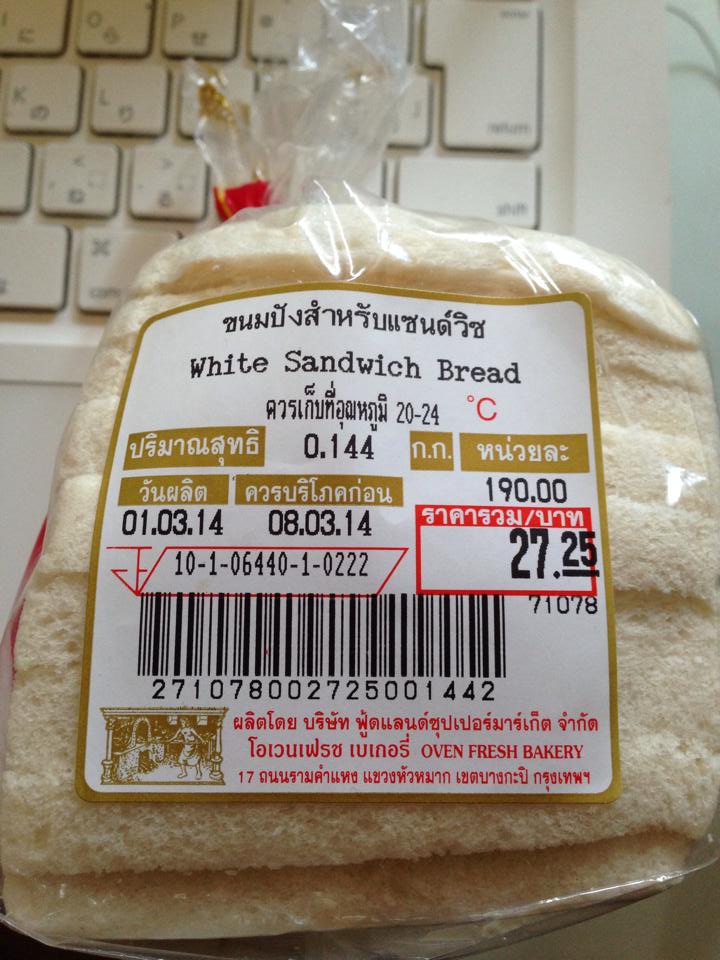 enter
K
の
L
り
return
<
>
shift
⌘
com
ขนมปังสำหรับแซนด์วิช
White Sandwich Bread
ควรเก็บที่อุณหภูมิ 20-24 °C
ปริมาณสุทธิ 0.144 ก.ก. หน่วยละ
วันผลิต ควรบริโภคก่อน 190.00
01.03.14 08.03.14 ราคารวม/บาท
27.25
10-1-06440-1-0222
71078
271078002725001442
ผลิตโดย บริษัท ฟู้ดแลนด์ซุปเปอร์มาร์เก็ต จำกัด
โอเวนเฟรช เบเกอรี่ OVEN FRESH BAKERY
17 ถนนรามคำแหง แขวงหัวหมาก เขตบางกะปิ กรุงเทพฯ